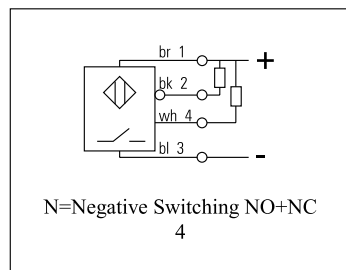 br 1
+
bk 2
wh 4
bl 3
-
N=Negative Switching NO+NC
4